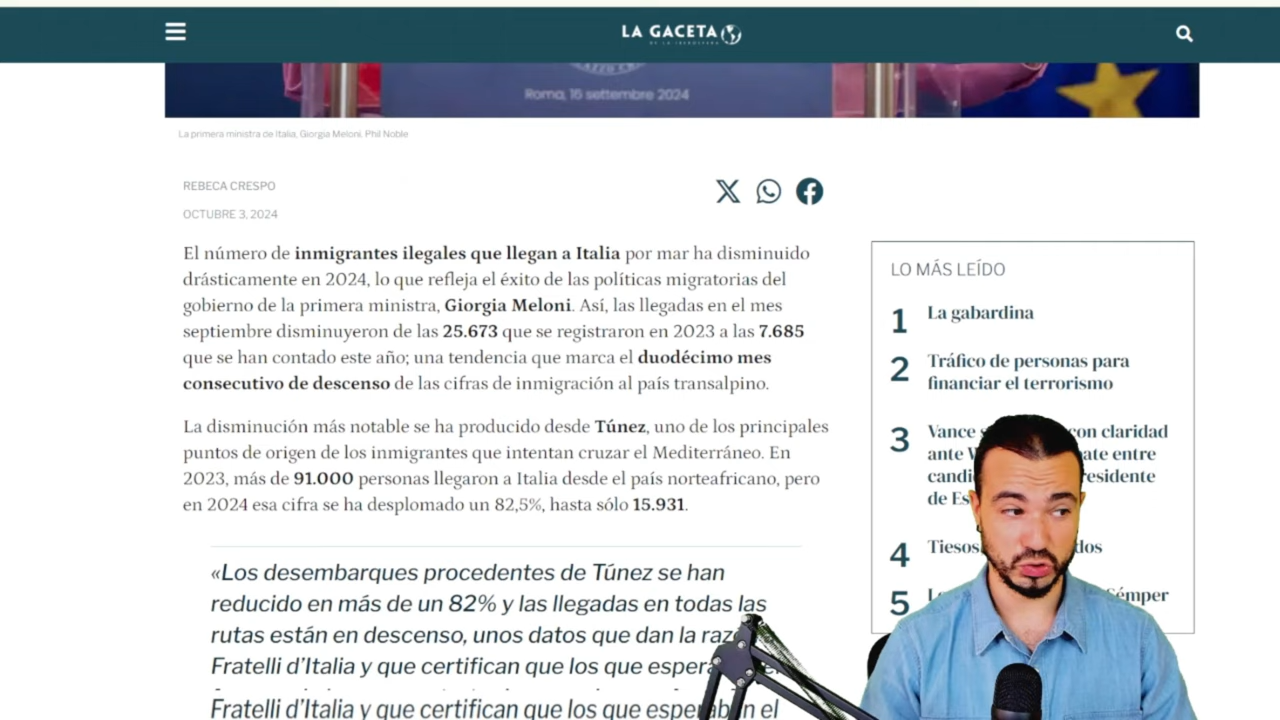 LA GACETA
DE LA IBEROSFERA
Roma, 16 settembre 2024
La primera ministra de Italia, Giorgia Meloni. Phil Noble
REBECA CRESPO
OCTUBRE 3, 2024
El número de inmigrantes ilegales que llegan a Italia por mar ha disminuido
drásticamente en 2024, lo que refleja el éxito de las políticas migratorias del
gobierno de la primera ministra, Giorgia Meloni. Así, las llegadas en el mes
septiembre disminuyeron de las 25.673 que se registraron en 2023 a las 7.685
que se han contado este año; una tendencia que marca el duodécimo mes
consecutivo de descenso de las cifras de inmigración al país transalpino.
La disminución más notable se ha producido desde Túnez, uno de los principales
puntos de origen de los inmigrantes que intentan cruzar el Mediterráneo. En
2023, más de 91.000 personas llegaron a Italia desde el país norteafricano, pero
en 2024 esa cifra se ha desplomado un 82,5%, hasta sólo 15.931.
«Los desembarques procedentes de Túnez se han
reducido en más de un 82% y las llegadas en todas las
rutas están en descenso, unos datos que dan la
Fratelli d'Italia y que certifican que los que
Fratelli d'Italia y que certifican que los que esperaban el
LO MÁS LEÍDO
1 La gabardina
2 Tráfico de personas para
financiar el terrorismo
3 Vance con claridad
ante entre
de
4
5